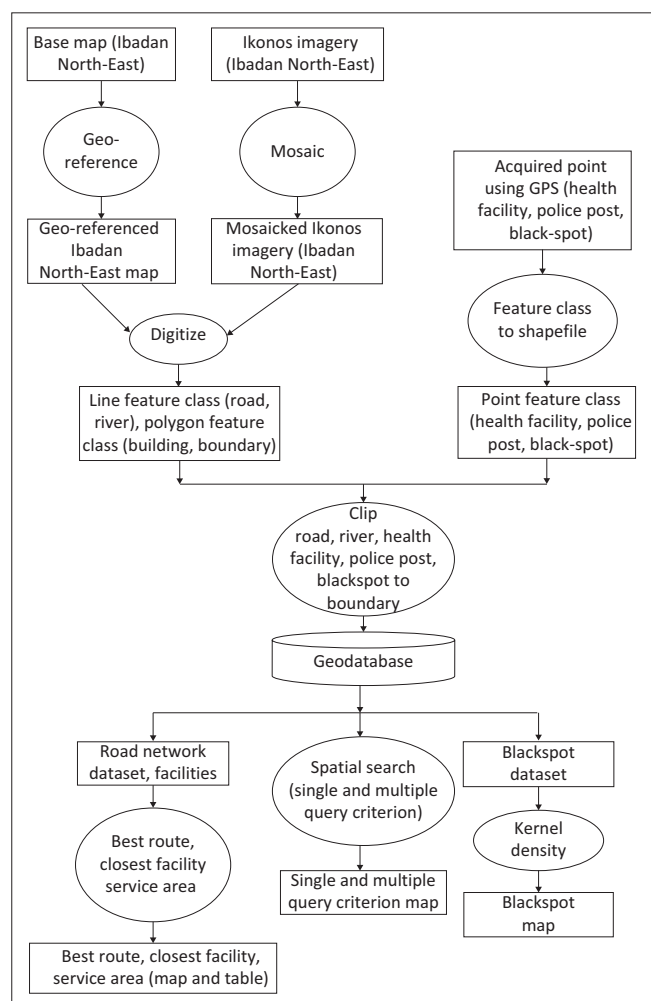 Base map (Ibadan
North-East)
Ikonos imagery
(Ibadan North-East)
Geo-
reference
Mosaic
Acquired point
using GPS (health
facility, police post,
black-spot)
Geo-referenced
Ibadan
North-East map
Mosaicked Ikonos
imagery (Ibadan
North-East)
Digitize
Feature class
to shapefile
Line feature class (road,
river), polygon feature
class (building, boundary)
Point feature class
(health facility, police
post, black-spot)
Clip
road, river, health
facility, police post,
blackspot to
boundary
Geodatabase
Road network
dataset, facilities
Spatial search
(single and multiple
query criterion)
Blackspot
dataset
Best route,
closest facility
service area
Kernel
density
Single and multiple
query criterion map
Blackspot
map
Best route, closest facility,
service area (map and table)